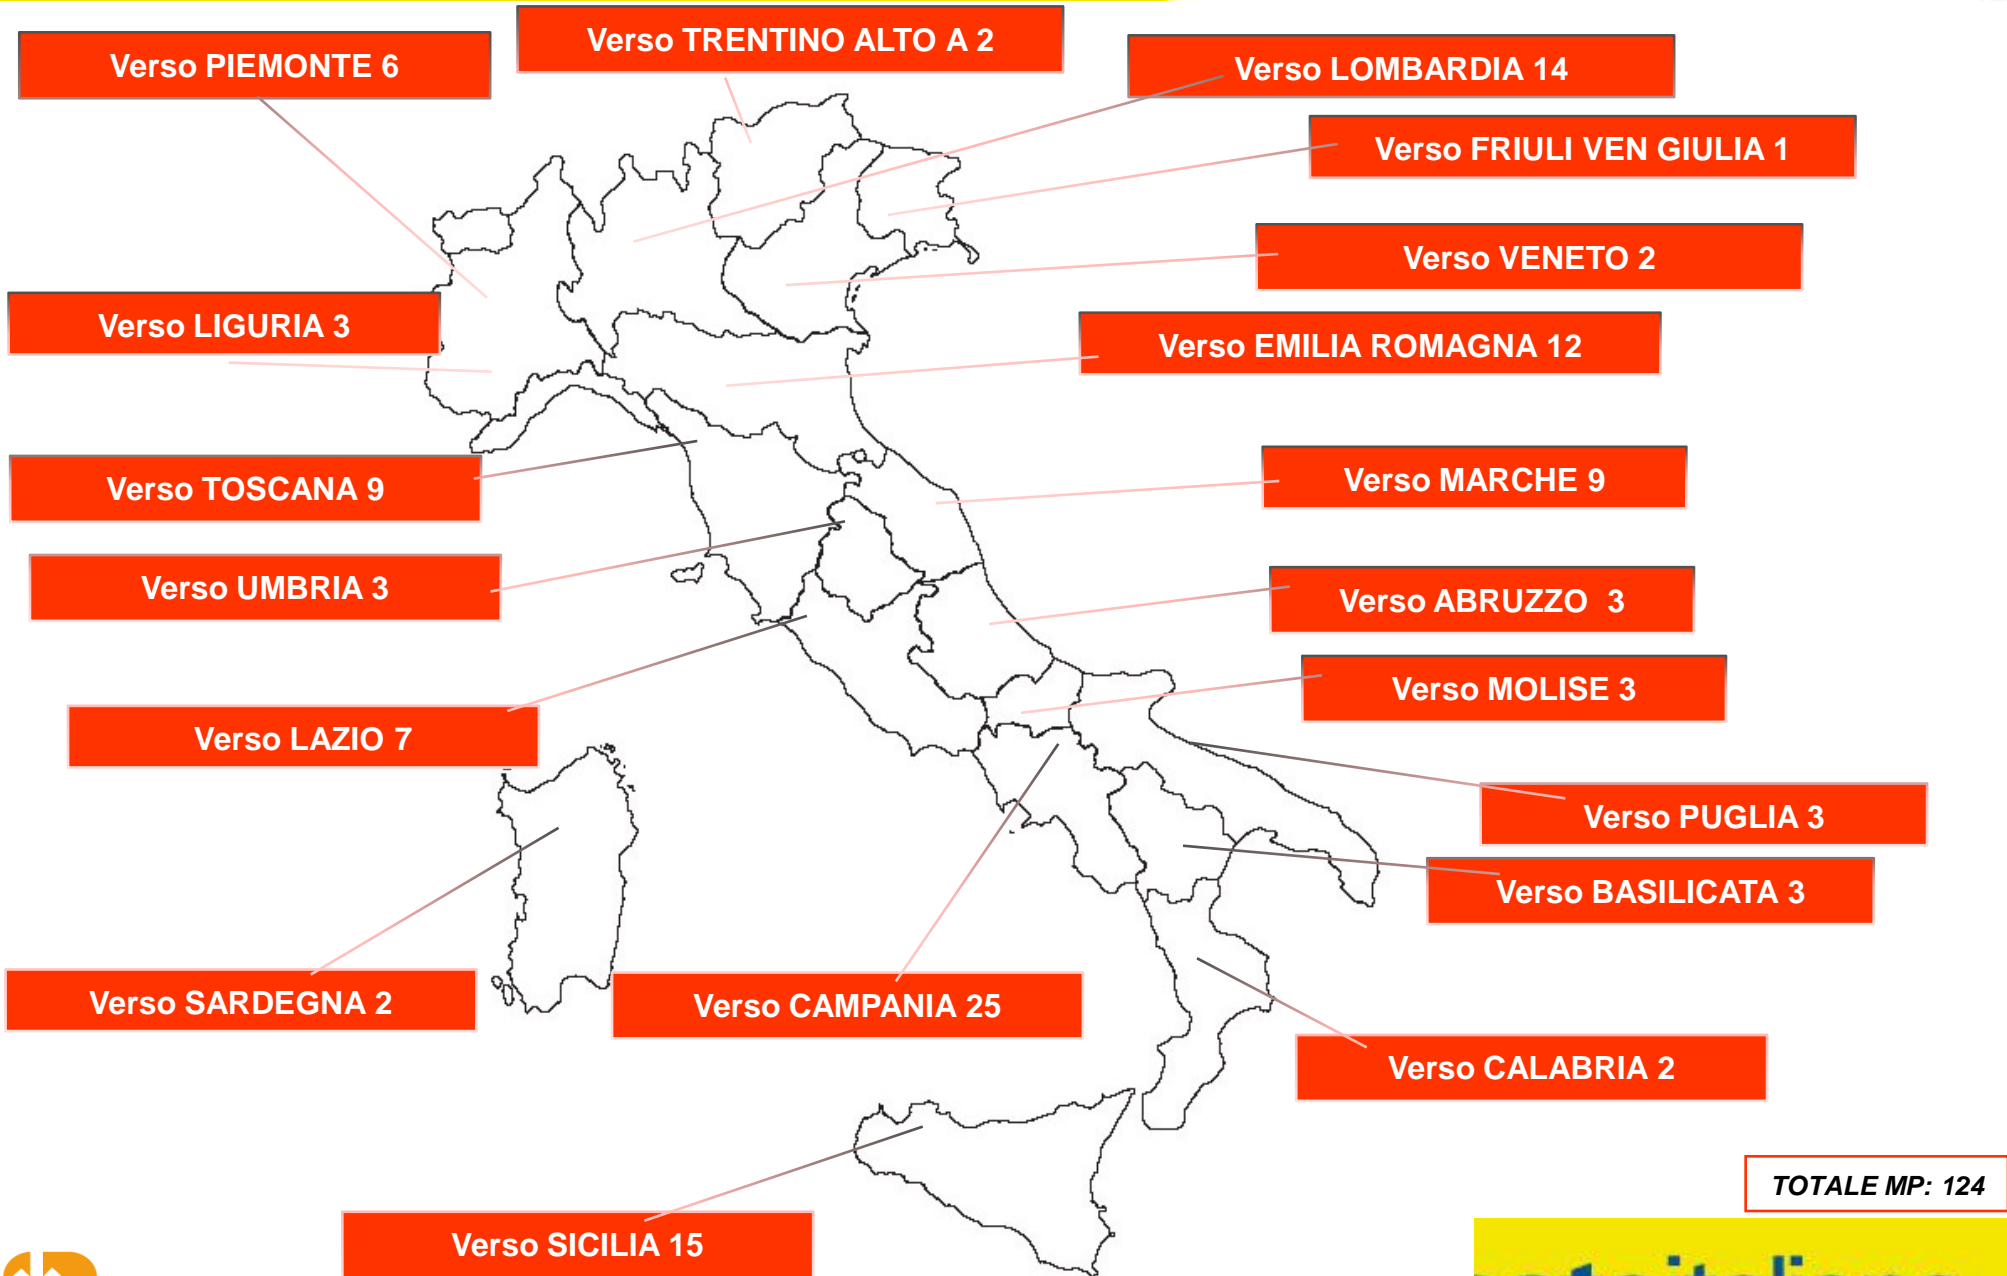 Verso TRENTINO ALTO A 2
Verso PIEMONTE 6
Verso LOMBARDIA 14
Verso FRIULI VEN GIULIA 1
Verso VENETO 2
Verso LIGURIA 3
Verso EMILIA ROMAGNA 12
Verso TOSCANA 9
Verso MARCHE 9
Verso UMBRIA 3
Verso ABRUZZO  3
Verso MOLISE 3
Verso LAZIO 7
Verso PUGLIA 3
Verso BASILICATA 3
Verso SARDEGNA 2
Verso CAMPANIA 25
Verso CALABRIA 2
TOTALE MP: 124
Verso SICILIA 15